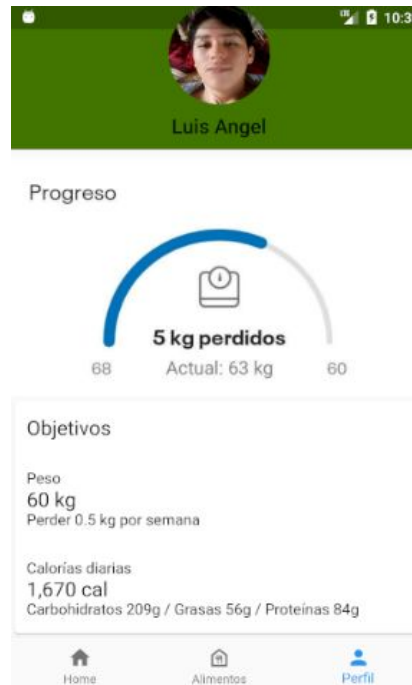 10:3
Luis Angel
Progreso
5 kg perdidos
68 Actual: 63 kg 60
Objetivos
Peso
60 kg
Perder 0.5 kg por semana
Calorías diarias
1,670 cal
Carbohidratos 209g / Grasas 56g / Proteínas 84g
Home Alimentos Perfil